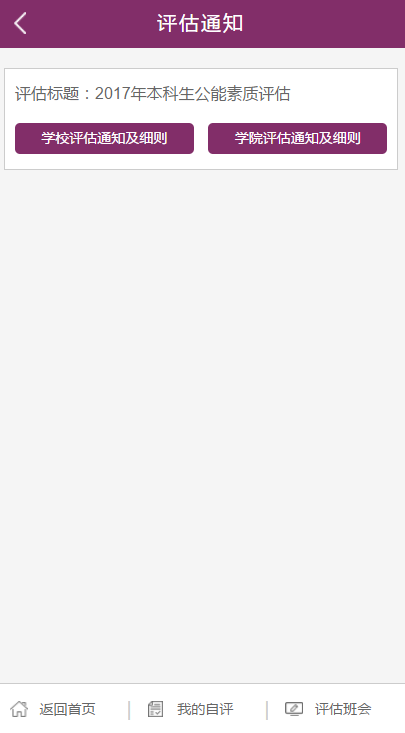 评估通知
评估标题：2017年本科生公能素质评估
学校评估通知及细则 学院评估通知及细则
返回首页 我的自评 评估班会